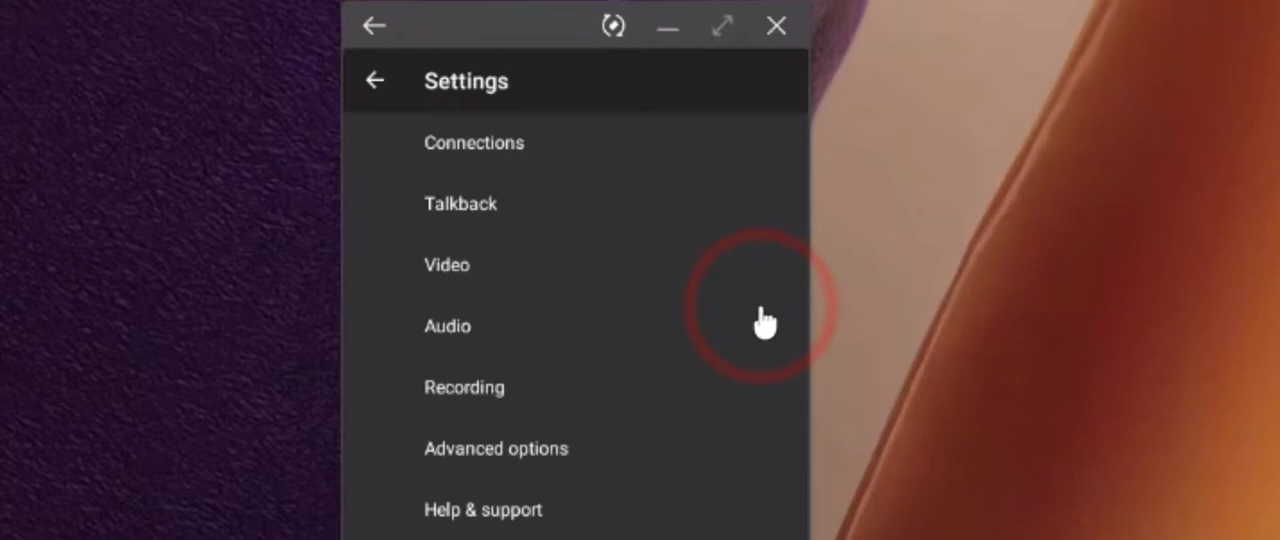 Settings
Connections
Talkback
Video
Audio
Recording
Advanced options
Help & support